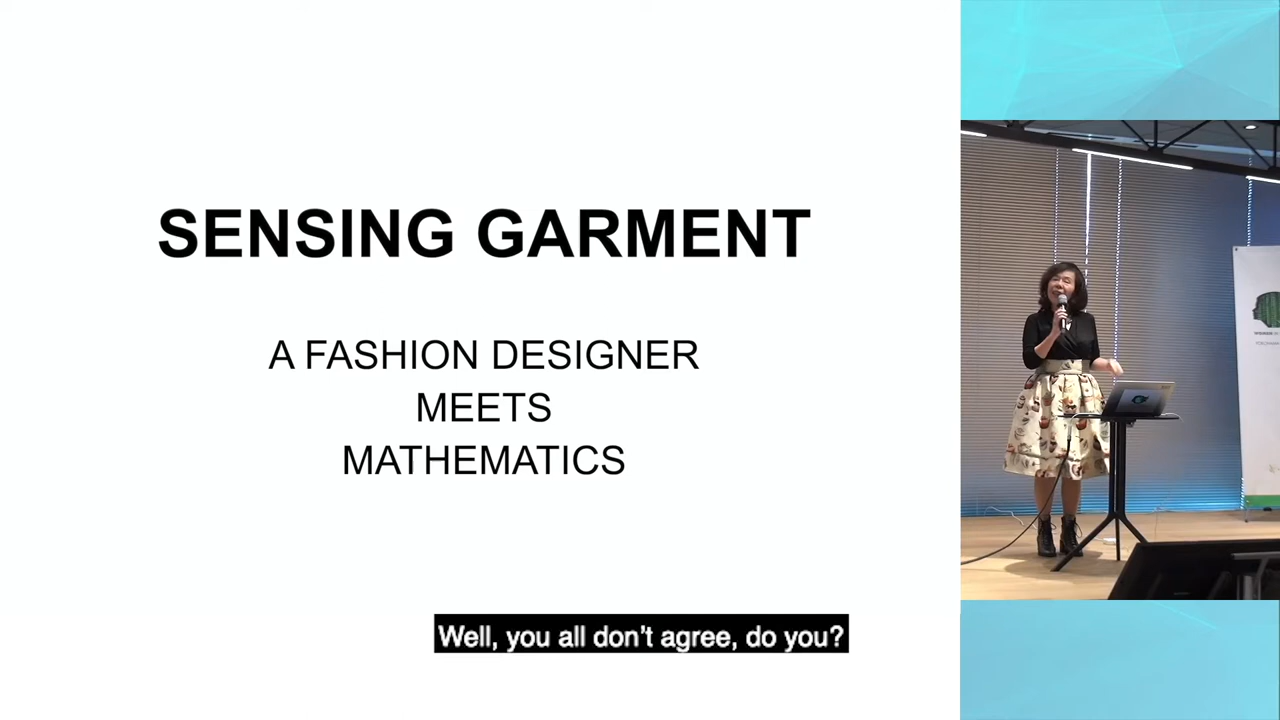 SENSING GARMENT
A FASHION DESIGNER
MEETS
MATHEMATICS
Well, you all don't agree, do you?